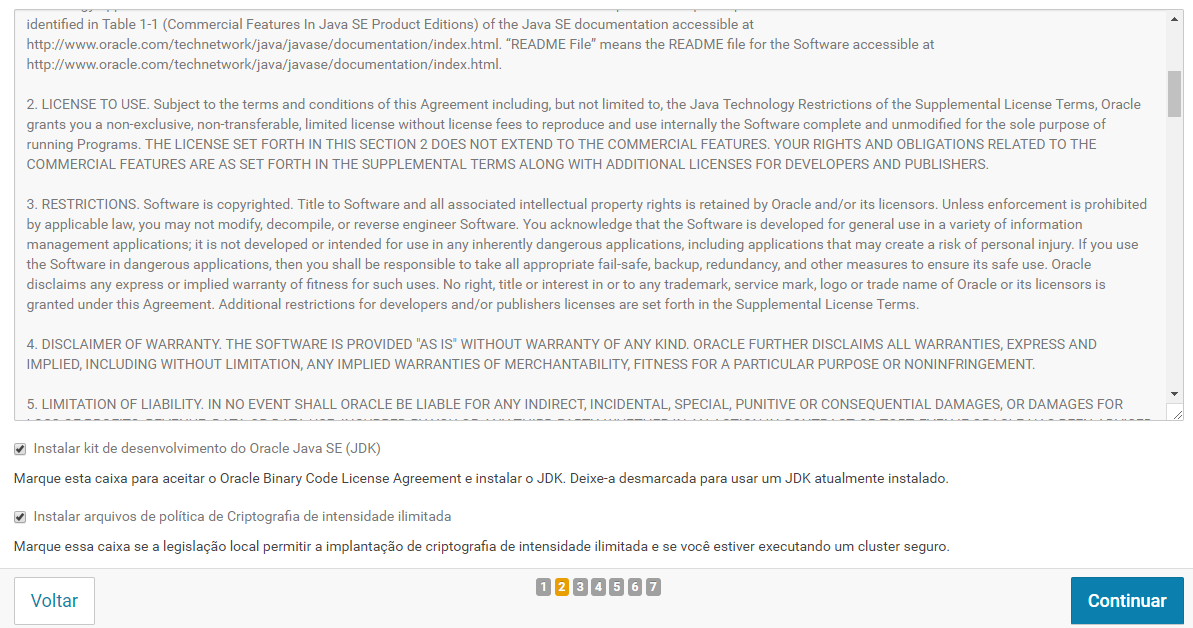 identified in Table 1-1 (Commercial Features In Java SE Product Editions) of the Java SE documentation accessible at
http://www.oracle.com/technetwork/java/javase/documentation/index.html. “README File” means the README file for the Software accessible at
http://www.oracle.com/technetwork/java/javase/documentation/index.html.
2. LICENSE TO USE. Subject to the terms and conditions of this Agreement including, but not limited to, the Java Technology Restrictions of the Supplemental License Terms, Oracle
grants you a non-exclusive, non-transferable, limited license without license fees to reproduce and use internally the Software complete and unmodified for the sole purpose of
running Programs. THE LICENSE SET FORTH IN THIS SECTION 2 DOES NOT EXTEND TO THE COMMERCIAL FEATURES. YOUR RIGHTS AND OBLIGATIONS RELATED TO THE
COMMERCIAL FEATURES ARE AS SET FORTH IN THE SUPPLEMENTAL TERMS ALONG WITH ADDITIONAL LICENSES FOR DEVELOPERS AND PUBLISHERS.
3. RESTRICTIONS. Software is copyrighted. Title to Software and all associated intellectual property rights is retained by Oracle and/or its licensors. Unless enforcement is prohibited
by applicable law, you may not modify, decompile, or reverse engineer Software. You acknowledge that the Software is developed for general use in a variety of information
management applications; it is not developed or intended for use in any inherently dangerous applications, including applications that may create a risk of personal injury. If you use
the Software in dangerous applications, then you shall be responsible to take all appropriate fail-safe, backup, redundancy, and other measures to ensure its safe use. Oracle
disclaims any express or implied warranty of fitness for such uses. No right, title or interest in or to any trademark, service mark, logo or trade name of Oracle or its licensors is
granted under this Agreement. Additional restrictions for developers and/or publishers licenses are set forth in the Supplemental License Terms.
4. DISCLAIMER OF WARRANTY. THE SOFTWARE IS PROVIDED "AS IS" WITHOUT WARRANTY OF ANY KIND. ORACLE FURTHER DISCLAIMS ALL WARRANTIES, EXPRESS AND
IMPLIED, INCLUDING WITHOUT LIMITATION, ANY IMPLIED WARRANTIES OF MERCHANTABILITY, FITNESS FOR A PARTICULAR PURPOSE OR NONINFRINGEMENT.
5. LIMITATION OF LIABILITY. IN NO EVENT SHALL ORACLE BE LIABLE FOR ANY INDIRECT, INCIDENTAL, SPECIAL, PUNITIVE OR CONSEQUENTIAL DAMAGES, OR DAMAGES FOR
Instalar kit de desenvolvimento do Oracle Java SE (JDK)
Marque esta caixa para aceitar o Oracle Binary Code License Agreement e instalar o JDK. Deixe-a desmarcada para usar um JDK atualmente instalado.
Instalar arquivos de política de Criptografia de intensidade ilimitada
Marque essa caixa se a legislação local permitir a implantação de criptografia de intensidade ilimitada e se você estiver executando um cluster seguro.
Voltar
1 2 3 4 5 6 7
Continuar